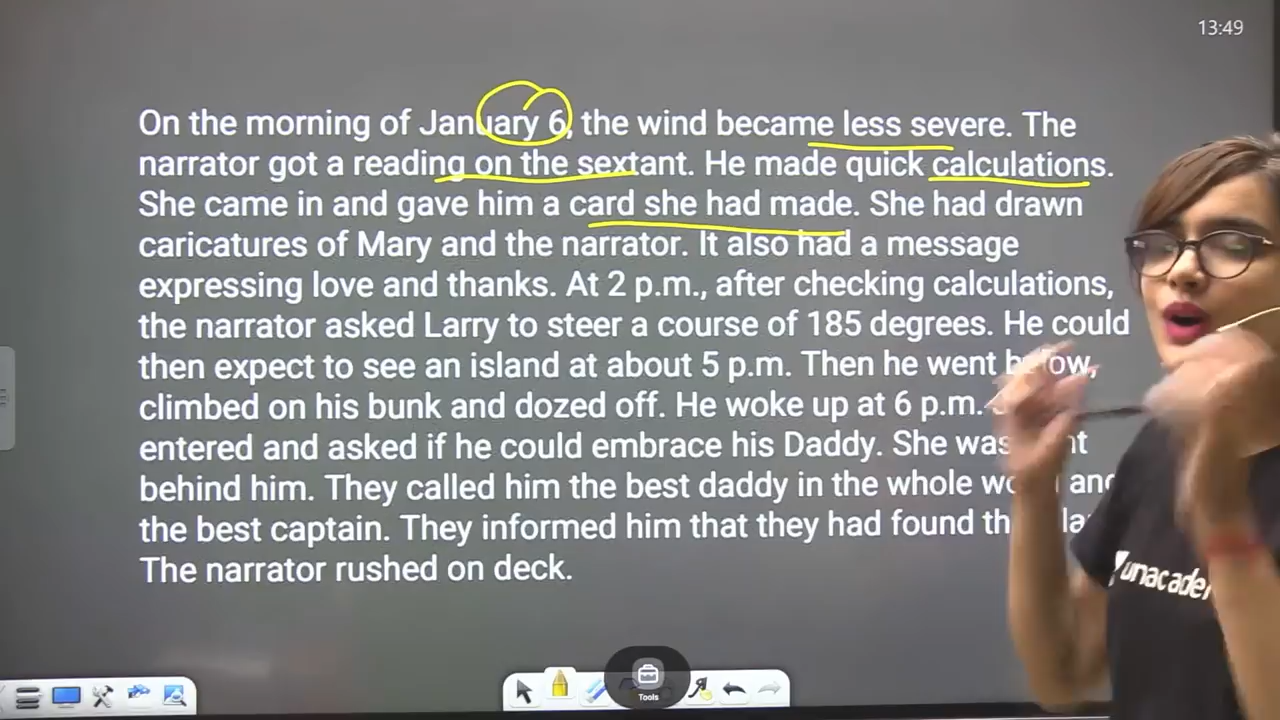 13:49
On the morning of January 6, the wind became less severe. The
narrator got a reading on the sextant. He made quick calculations.
She came in and gave him a card she had made. She had drawn
caricatures of Mary and the narrator. It also had a message
expressing love and thanks. At 2 p.m., after checking calculations,
the narrator asked Larry to steer a course of 185 degrees. He could
then expect to see an island at about 5 p.m. Then he went below,
climbed on his bunk and dozed off. He woke up at 6 p.m.
entered and asked if he could embrace his Daddy. She was
behind him. They called him the best daddy in the whole and
the best captain. They informed him that they had found
The narrator rushed on deck.
unacade
Tools